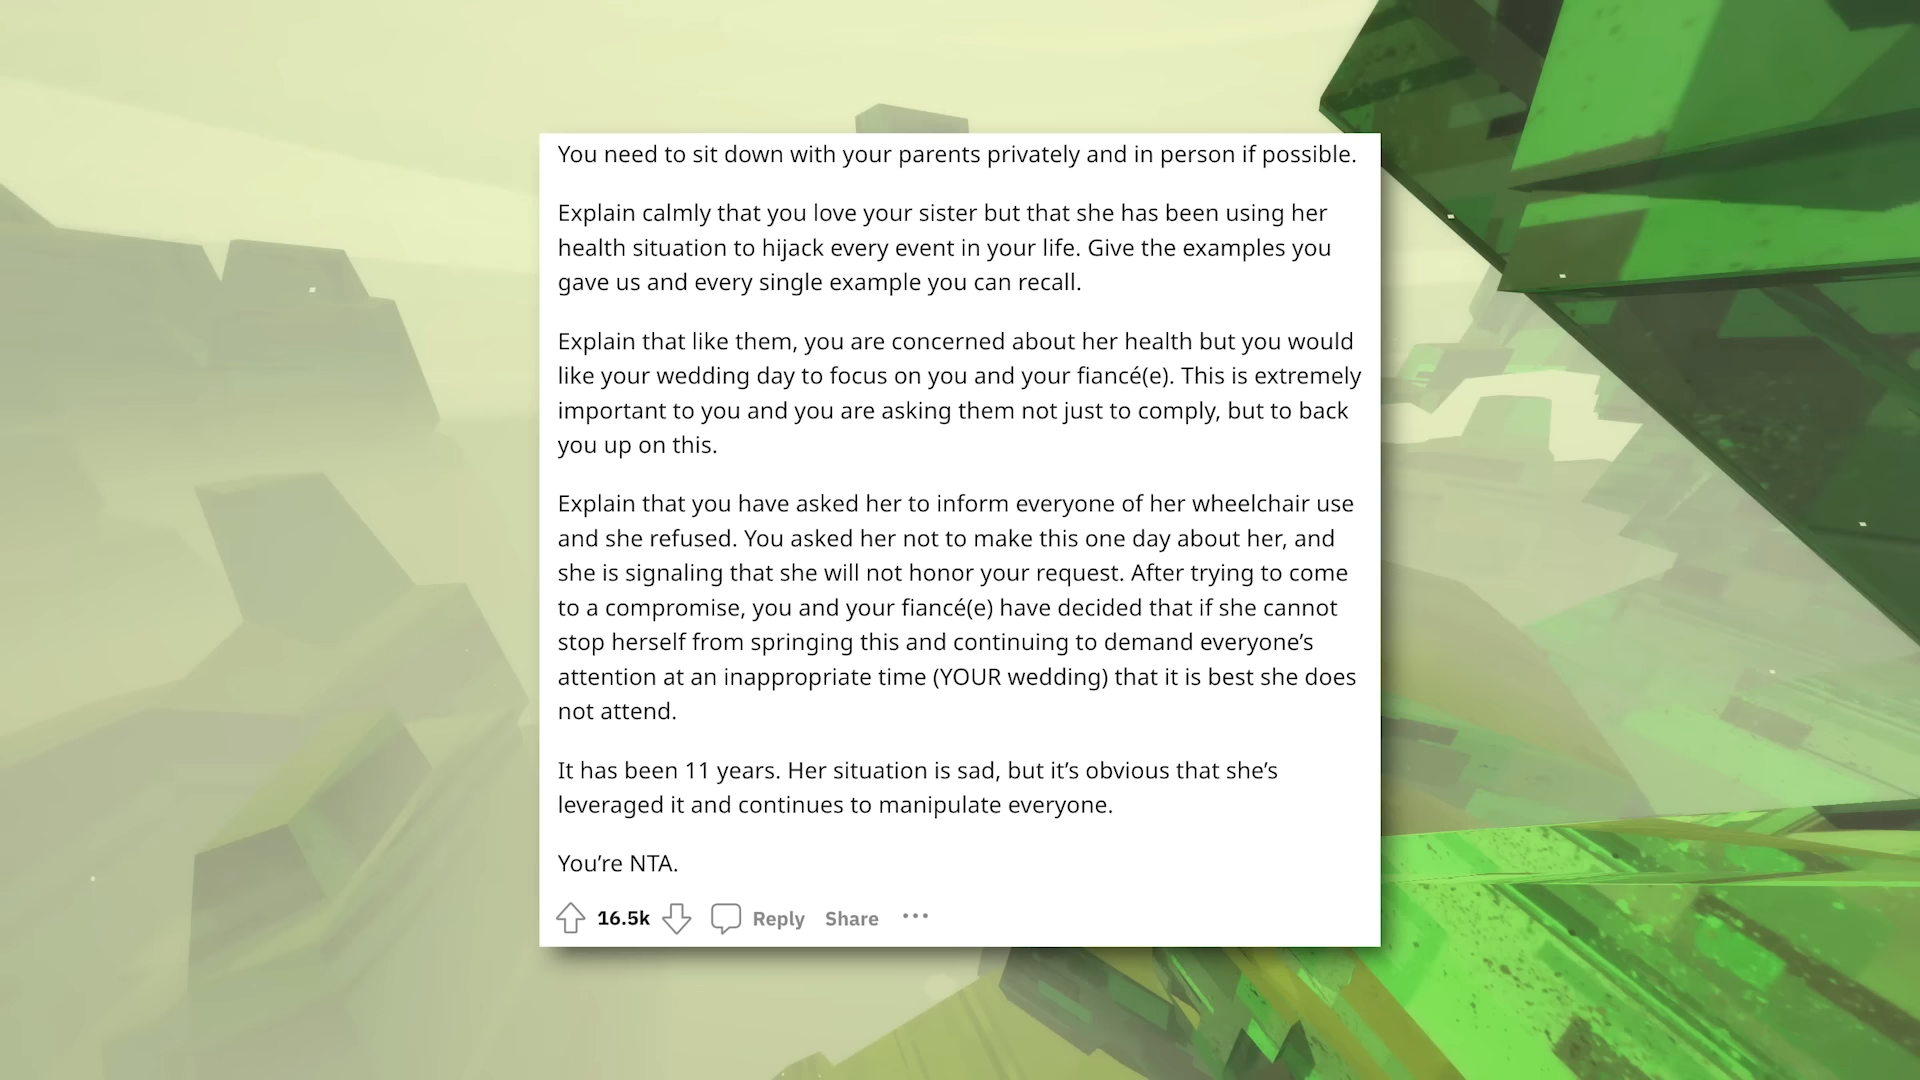 You need to sit down with your parents privately and in person if possible.
Explain calmly that you love your sister but that she has been using her
health situation to hijack every event in your life. Give the examples you
gave us and every single example you can recall.
Explain that like them, you are concerned about her health but you would
like your wedding day to focus on you and your fiancé(e). This is extremely
important to you and you are asking them not just to comply, but to back
you up on this.
Explain that you have asked her to inform everyone of her wheelchair use
and she refused. You asked her not to make this one day about her, and
she is signaling that she will not honor your request. After trying to come
to a compromise, you and your fiancé(e) have decided that if she cannot
stop herself from springing this and continuing to demand everyone’s
attention at an inappropriate time (YOUR wedding) that it is best she does
not attend.
It has been 11 years. Her situation is sad, but it’s obvious that she’s
leveraged it and continues to manipulate everyone.
You’re NTA.
16.5k Reply Share ···